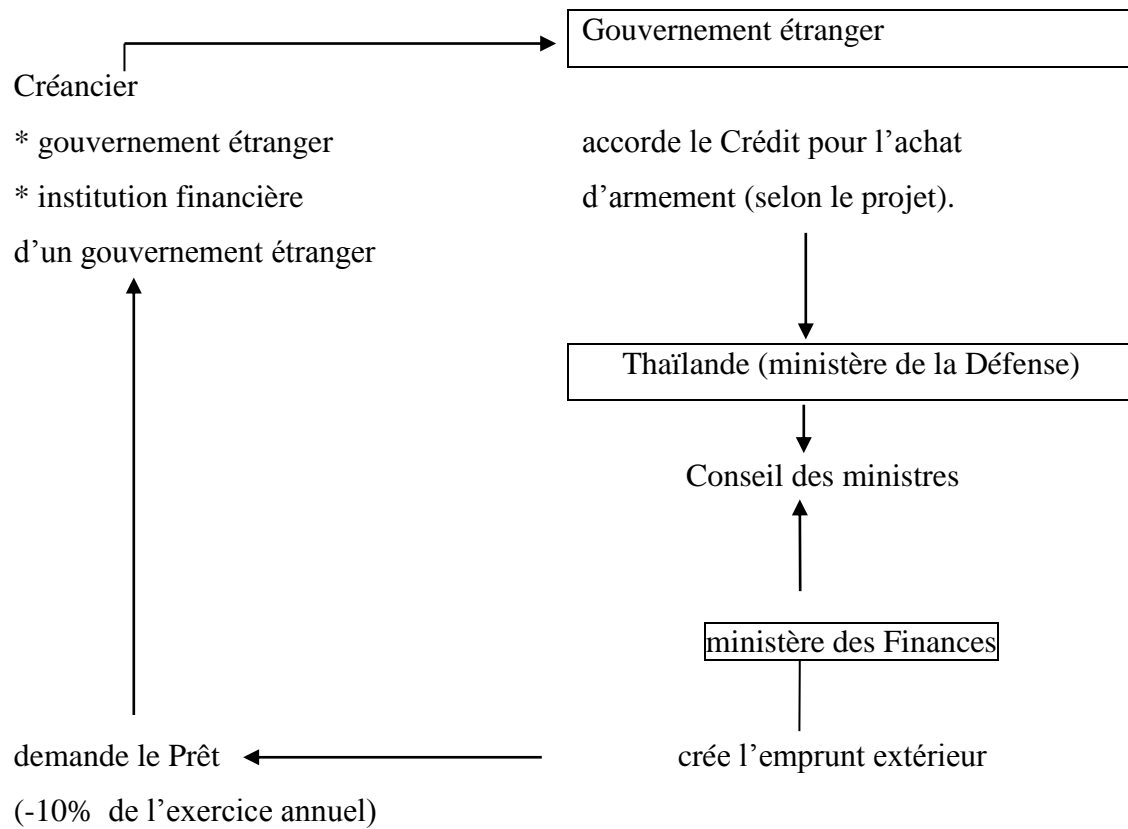 Gouvernement étranger
Créancier
* gouvernement étranger
* institution financière
d’un gouvernement étranger
accorde le Crédit pour l’achat
d’armement (selon le projet).
Thaïlande (ministère de la Défense)
Conseil des ministres
ministère des Finances
crée l’emprunt extérieur
demande le Prêt
(-10% de l’exercice annuel)